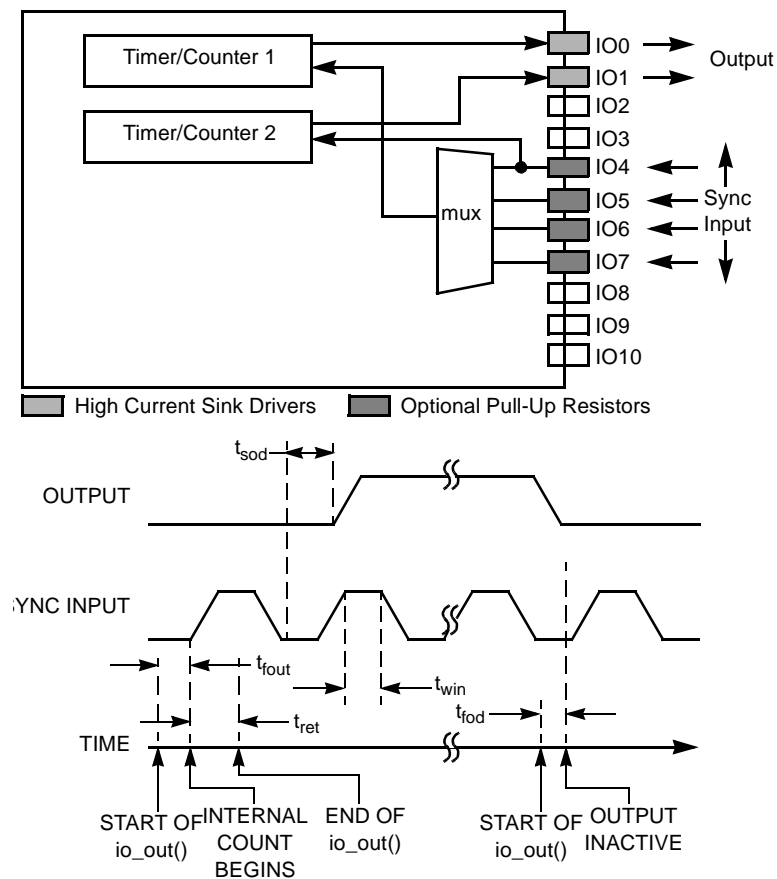 Timer/Counter 1
Timer/Counter 2
mux
IO0
IO1
IO2
IO3
IO4
IO5
IO6
IO7
IO8
IO9
IO10
Output
Sync
Input
High Current Sink Drivers
Optional Pull-Up Resistors
tsod
OUTPUT
YNC INPUT
tfout
twin
tret
tfod
TIME
START OF
io_out()
INTERNAL
COUNT
BEGINS
END OF
io_out()
START OF
io_out()
OUTPUT
INACTIVE